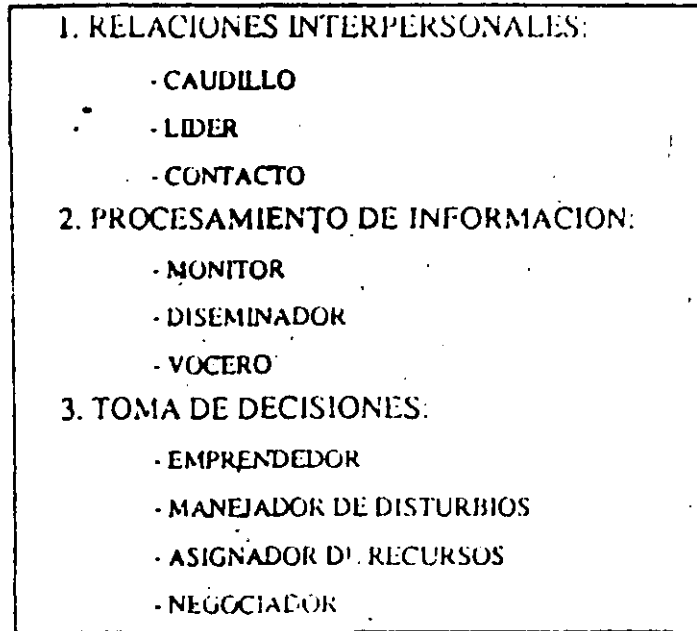 1. RELACIONES INTERPERSONALES:
- CAUDILLO
- LIDER
- CONTACTO
2. PROCESAMIENTO DE INFORMACION:
- MONITOR
- DISEMINADOR
- VOCERO
3. TOMA DE DECISIONES:
- EMPRENDEDOR
- MANEJADOR DE DISTURBIOS
- ASIGNADOR DE RECURSOS
- NEGOCIADOR